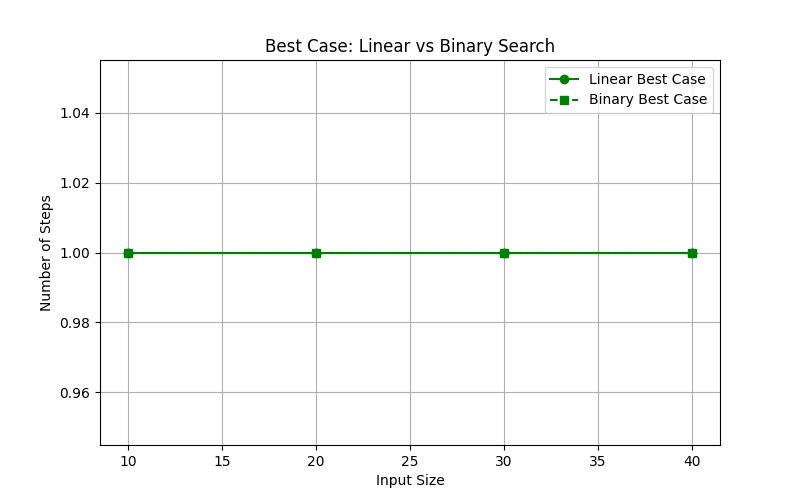 Best Case: Linear vs Binary Search
Linear Best Case
Binary Best Case
1.04
1.02
1.00
0.98
0.96
Number of Steps
10 15 20 25 30 35 40
Input Size